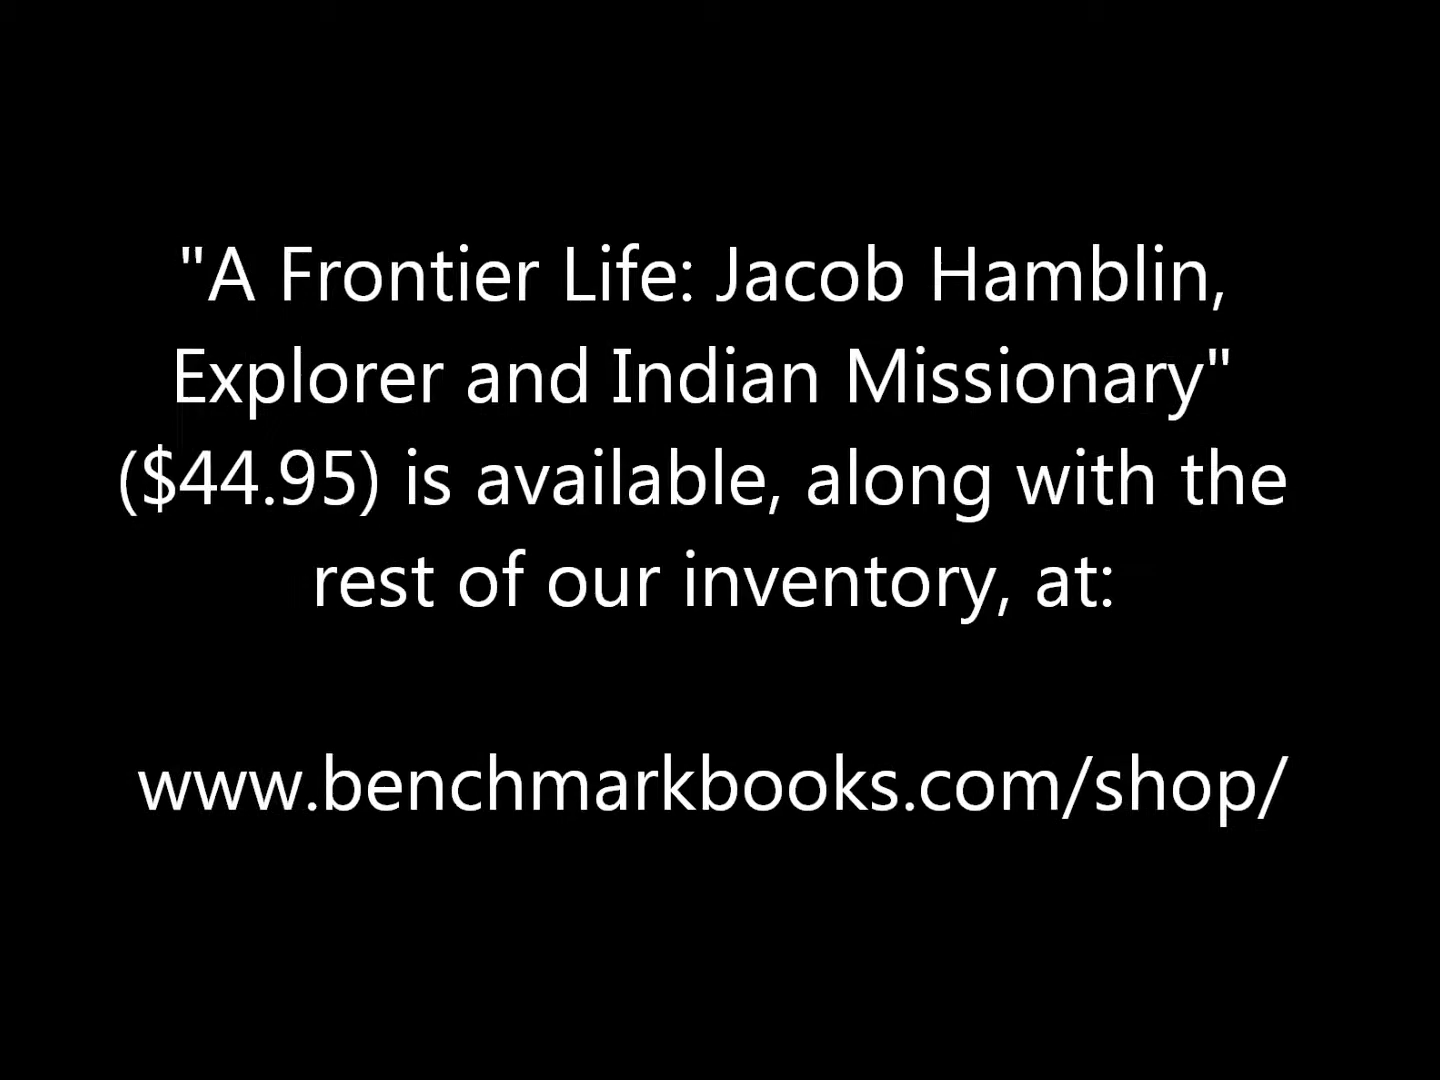 "A Frontier Life: Jacob Hamblin,
Explorer and Indian Missionary"
($44.95) is available, along with the
rest of our inventory, at:
www.benchmarkbooks.com/shop/